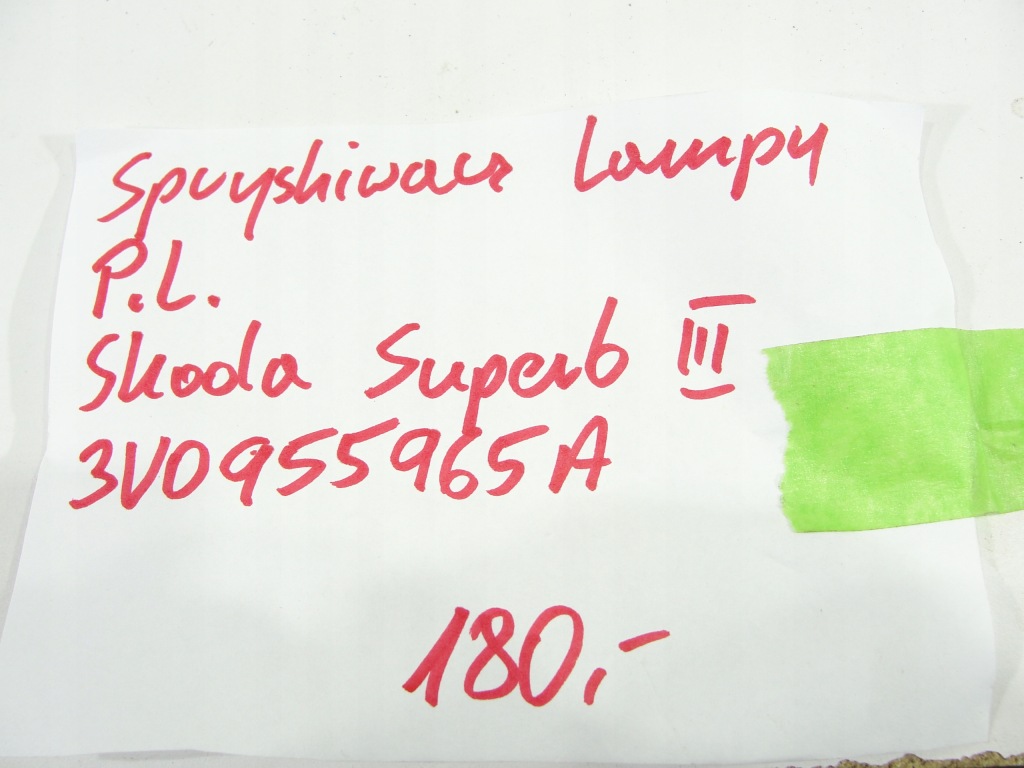 Spryskiwacz Lampy
P.L.
Skoda Superb III
3V0955965A
180,-